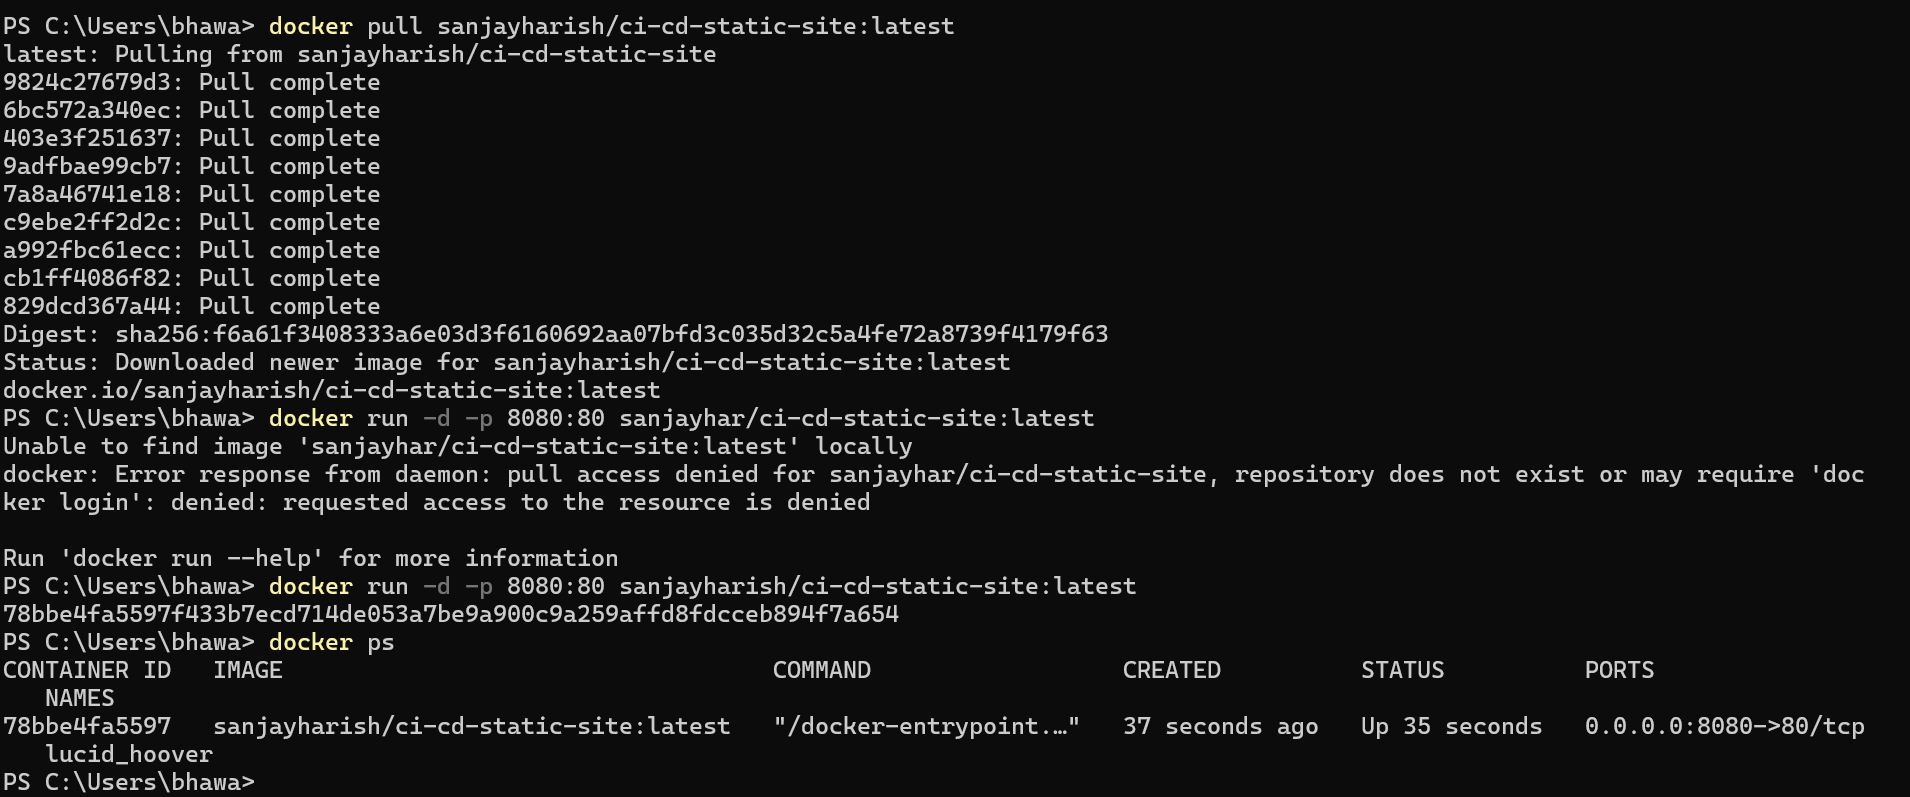 PS C:\Users\bhawa> docker pull sanjayharish/ci-cd-static-site:latest
latest: Pulling from sanjayharish/ci-cd-static-site
9824c27679d3: Pull complete
6bc572a340ec: Pull complete
403e3f251637: Pull complete
9adfbae99cb7: Pull complete
7a8a46741e18: Pull complete
c9ebe2ff2d2c: Pull complete
a992fbc61ecc: Pull complete
cb1ff4086f82: Pull complete
829dcd367a44: Pull complete
Digest: sha256:f6a61f3408333a6e03d3f6160692aa07bfd3c035d32c5a4fe72a8739f4179f63
Status: Downloaded newer image for sanjayharish/ci-cd-static-site:latest
docker.io/sanjayharish/ci-cd-static-site:latest
PS C:\Users\bhawa> docker run -d -p 8080:80 sanjayhar/ci-cd-static-site:latest
Unable to find image 'sanjayhar/ci-cd-static-site:latest' locally
docker: Error response from daemon: pull access denied for sanjayhar/ci-cd-static-site, repository does not exist or may require 'doc
ker login': denied: requested access to the resource is denied

Run 'docker run --help' for more information
PS C:\Users\bhawa> docker run -d -p 8080:80 sanjayharish/ci-cd-static-site:latest
78bbe4fa5597f433b7ecd714de053a7be9a900c9a259affd8fdcceb894f7a654
PS C:\Users\bhawa> docker ps
CONTAINER ID   IMAGE                                   COMMAND                  CREATED          STATUS          PORTS
   NAMES
78bbe4fa5597   sanjayharish/ci-cd-static-site:latest   "/docker-entrypoint.…"   37 seconds ago   Up 35 seconds   0.0.0.0:8080->80/tcp
   lucid_hoover
PS C:\Users\bhawa>